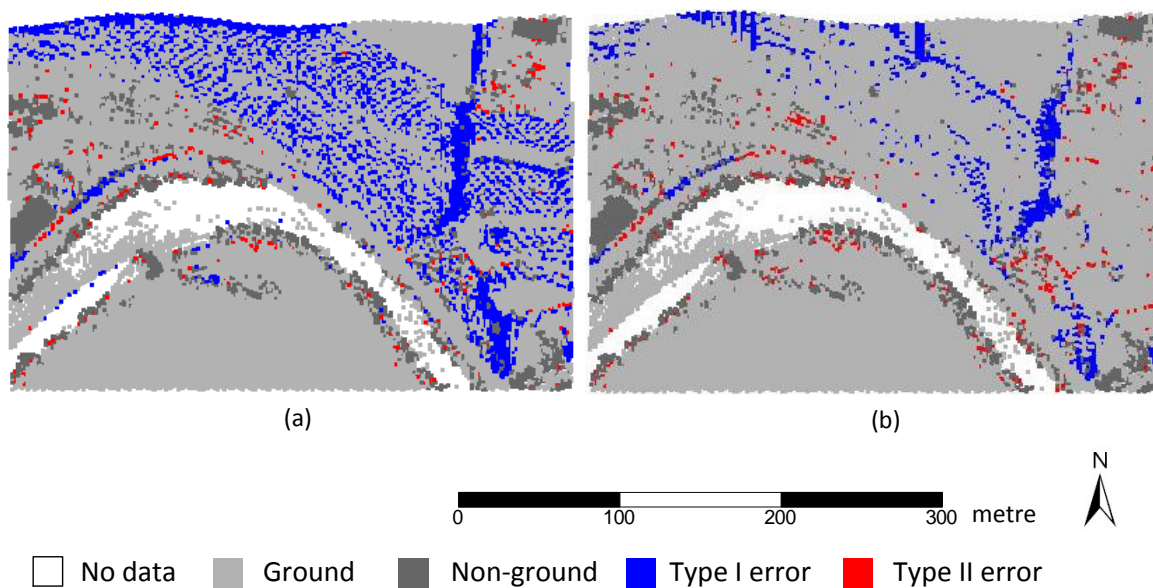 (a)
(b)
N
0 100 200 300 metre
No data Ground Non-ground Type I error Type II error